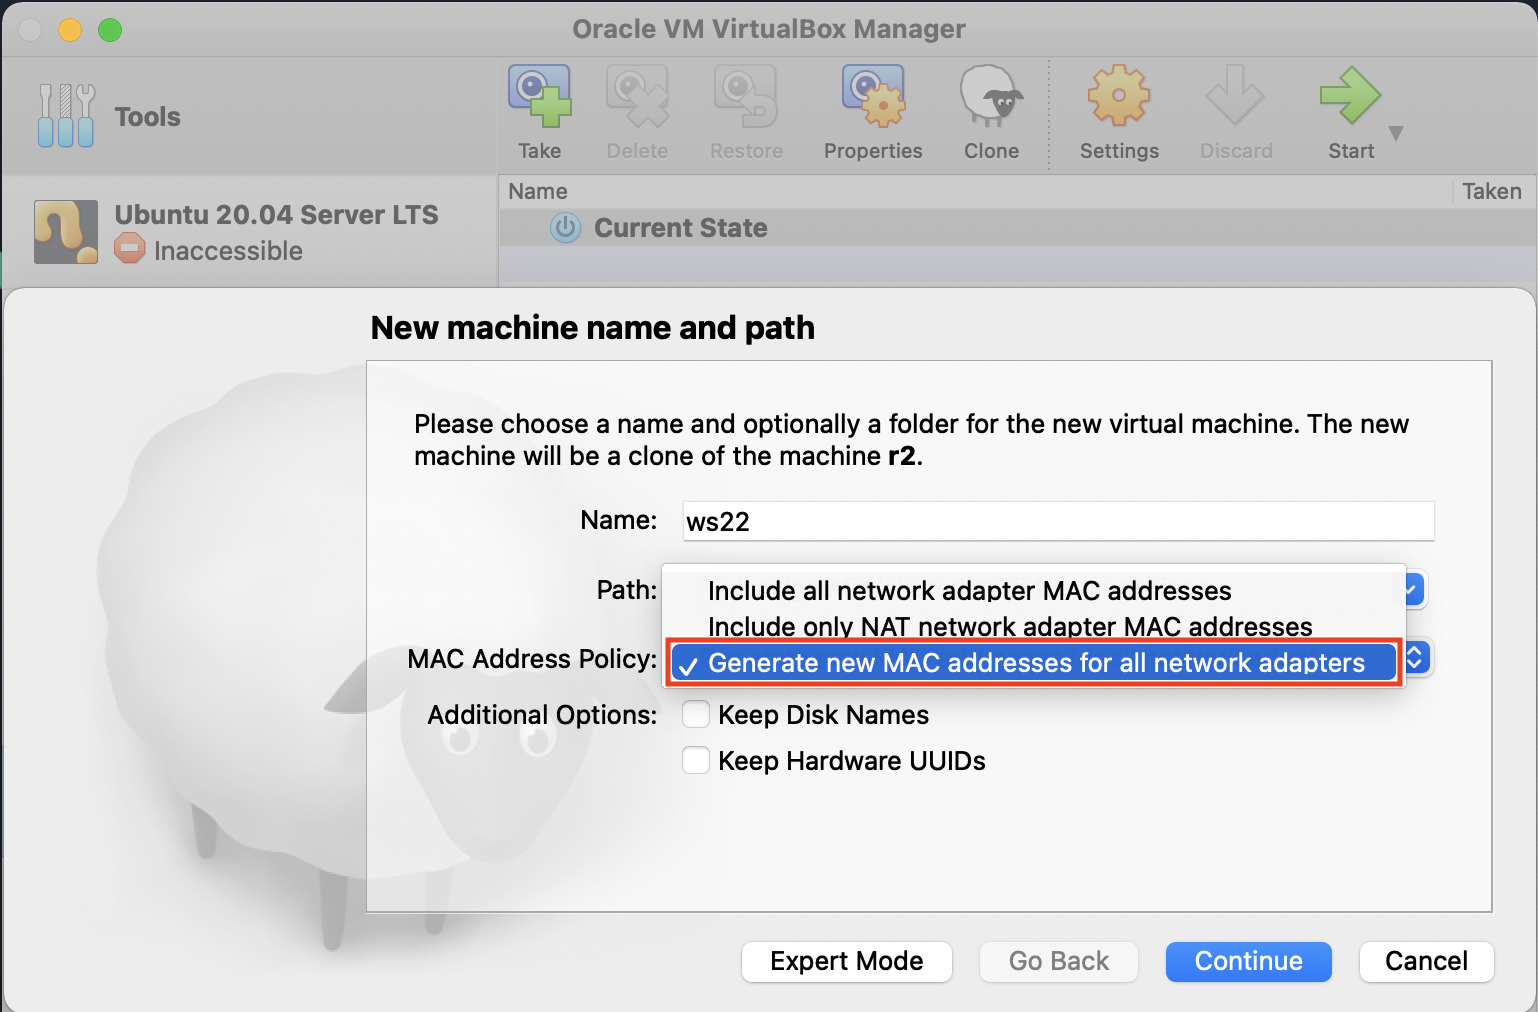 Oracle VM VirtualBox Manager
Tools
Take
Delete
Restore
Properties
Clone
Settings
Discard
Start
Name
Taken
Ubuntu 20.04 Server LTS
Inaccessible
Current State
New machine name and path
Please choose a name and optionally a folder for the new virtual machine. The new
machine will be a clone of the machine r2.
Name:
ws22
Path:
Include all network adapter MAC addresses
Include only NAT network adapter MAC addresses
MAC Address Policy:
Generate new MAC addresses for all network adapters
Additional Options:
Keep Disk Names
Keep Hardware UUIDs
Expert Mode
Go Back
Continue
Cancel